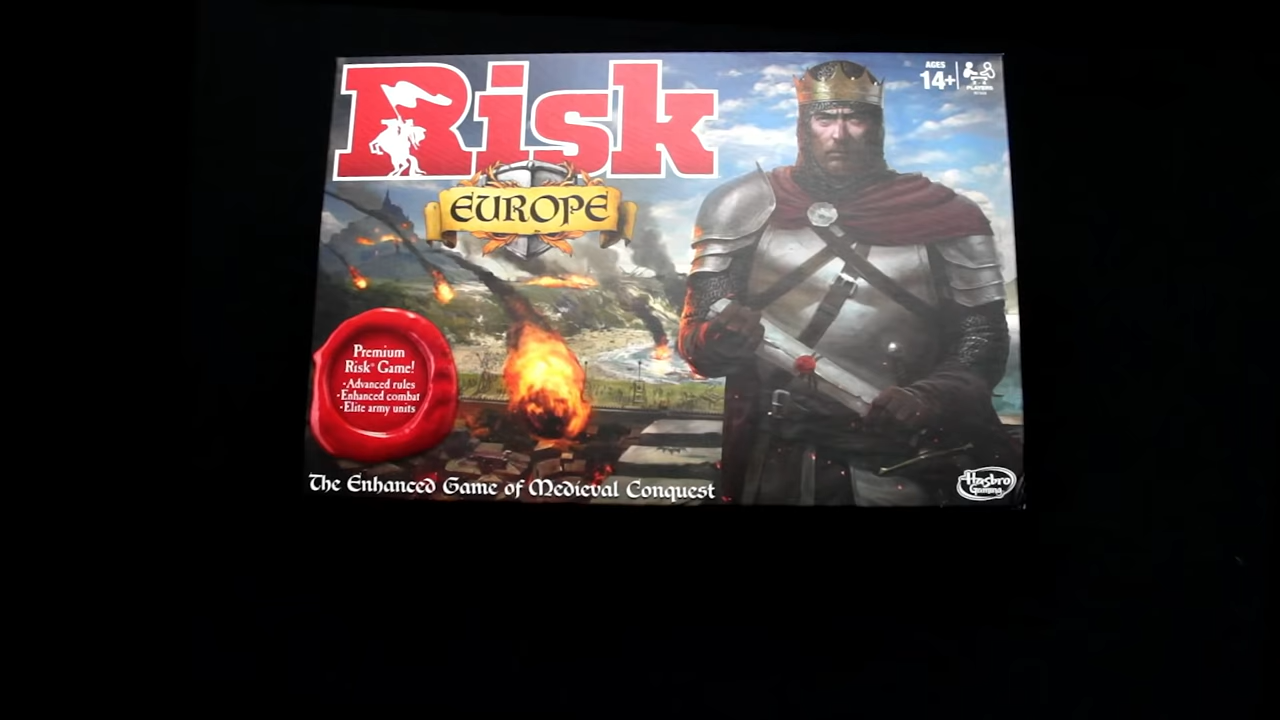 Risk
EUROPE
AGES
14+
PLAYERS
Premium
Risk® Game!
•Advanced rules
•Enhanced combat
•Elite army units
The Enhanced Game of Medieval Conquest
Hasbro
Gaming